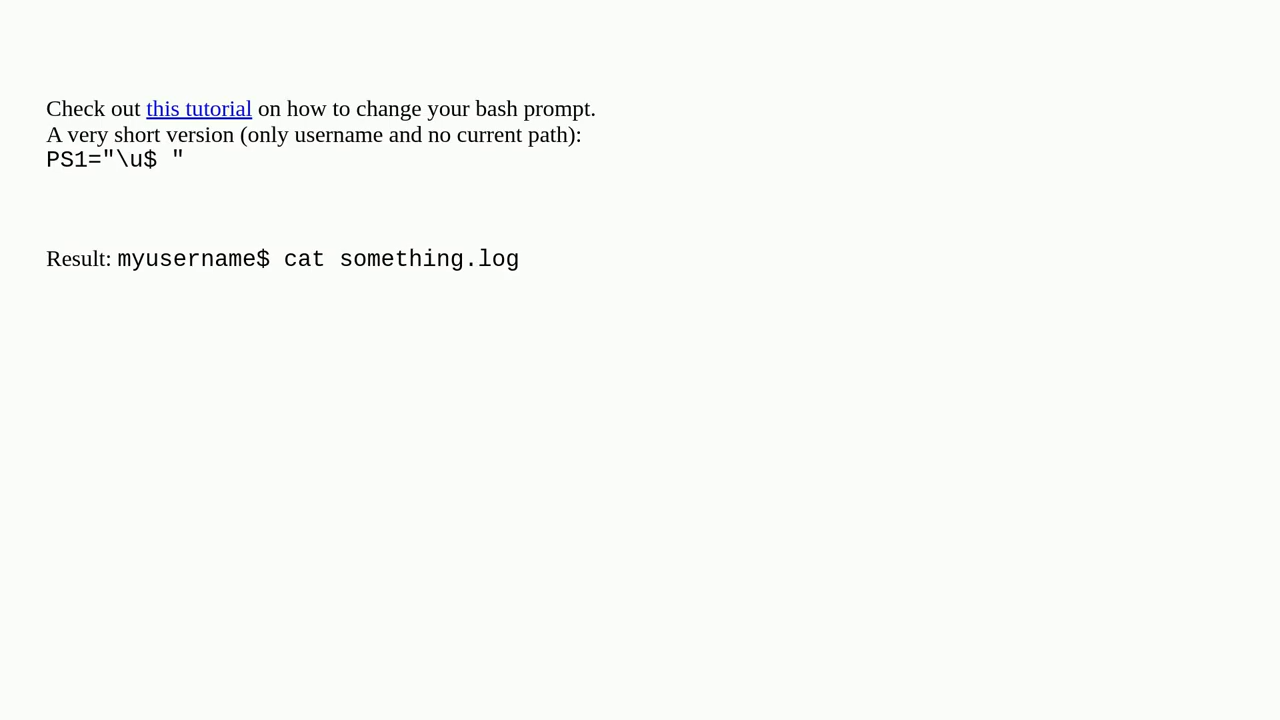 Check out this tutorial on how to change your bash prompt.
A very short version (only username and no current path):
PS1="\u$ "
Result: myusername$ cat something.log